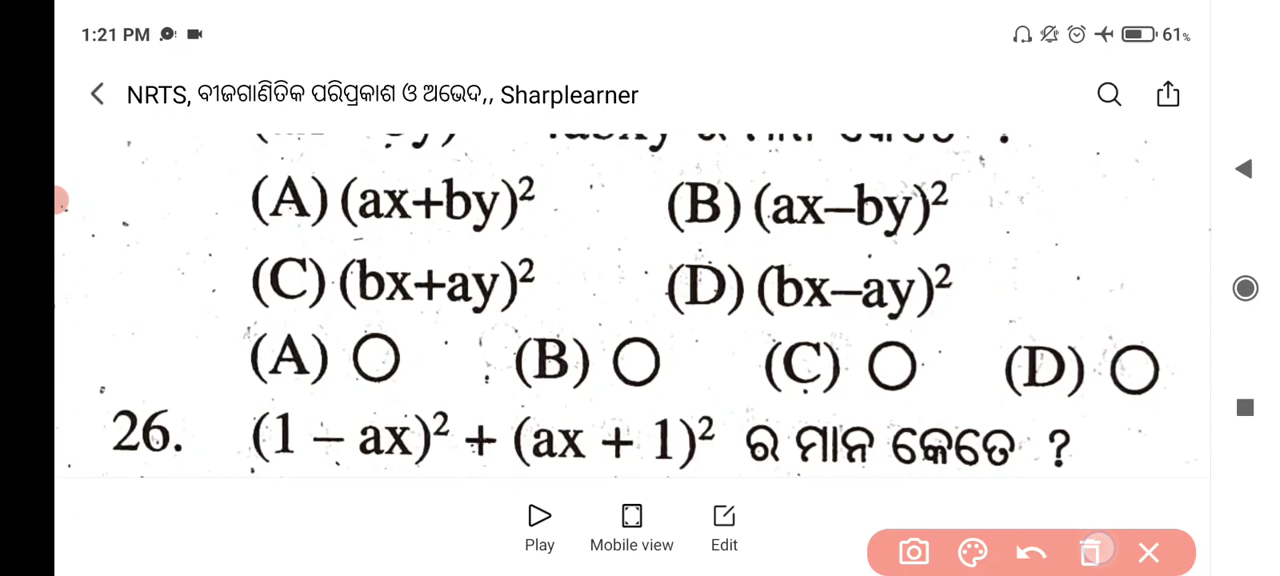 1:21 PM
61%
NRTS, ବୀଜଗାଣିତିକ ପରିପ୍ରକାଶ ଓ ଅଭେଦ,, Sharplearner
(A) (ax+by)² (B) (ax–by)²
(C) (bx+ay)² (D) (bx–ay)²
(A) (B) (C) (D)
26. (1 – ax)² + (ax + 1)² ର ମାନ କେତେ ?
Play Mobile view Edit